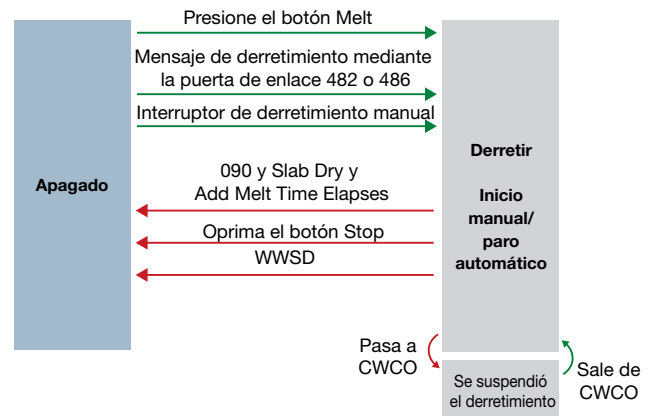 Presione el botón Melt
Mensaje de derretimiento mediante
la puerta de enlace 482 o 486
Interruptor de derretimiento manual
Apagado
090 y Slab Dry y
Add Melt Time Elapses
Oprima el botón Stop
WWSD
Derretir
Inicio
manual/
paro
automático
Pasa a
CWCO
Se suspendió
el derretimiento
Sale de
CWCO